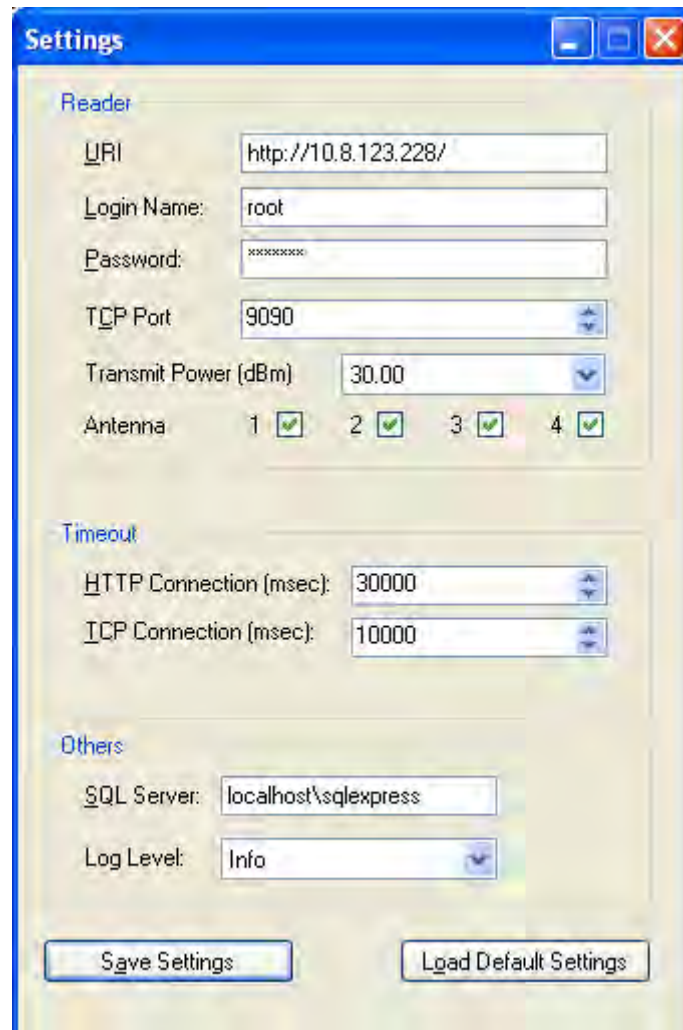 Settings
Reader
URI http://10.8.123.228/
Login Name: root
Password: *******
TCP Port 9090
Transmit Power (dBm) 30.00
Antenna 1 2 3 4
Timeout
HTTP Connection (msec): 30000
TCP Connection (msec): 10000
Others
SQL Server: localhost\sqlexpress
Log Level: Info
Save Settings Load Default Settings